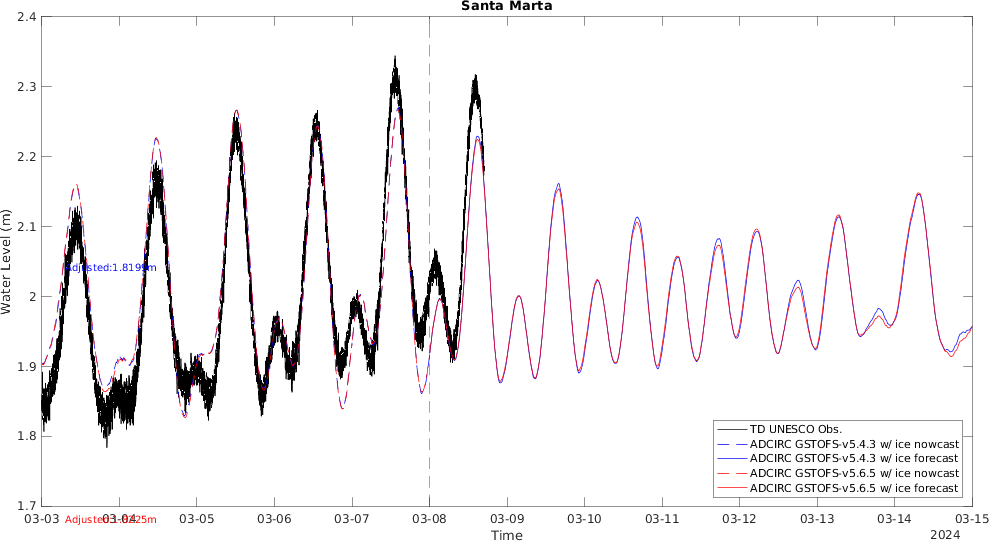 Santa Marta
2.4
2.3
2.2
2.1
2
1.9
1.8
1.7
Water Level (m)
Adjusted:1.8199m
TD UNESCO Obs.
ADCIRC GSTOFS-v5.4.3 w/ ice nowcast
ADCIRC GSTOFS-v5.4.3 w/ ice forecast
ADCIRC GSTOFS-v5.6.5 w/ ice nowcast
ADCIRC GSTOFS-v5.6.5 w/ ice forecast
03-03 03-04 03-05 03-06 03-07 03-08 03-09 03-10 03-11 03-12 03-13 03-14 03-15
Time
2024